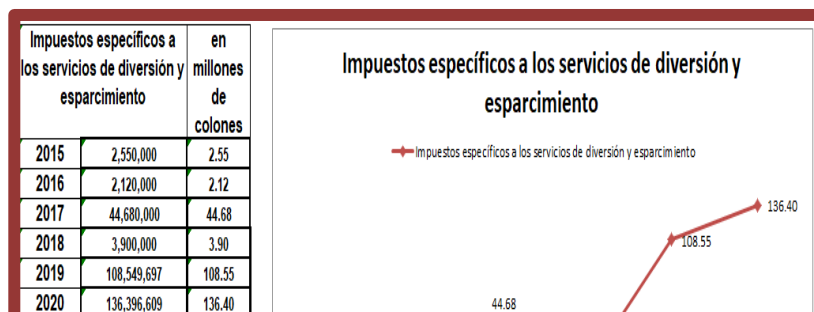 Impuestos específicos a
los servicios de diversión y
esparcimiento
en
millones
de
colones
2015 2,550,000 2.55
2016 2,120,000 2.12
2017 44,680,000 44.68
2018 3,900,000 3.90
2019 108,549,697 108.55
2020 136,396,609 136.40
Impuestos específicos a los servicios de diversión y
esparcimiento
Impuestos específicos a los servicios de diversión y esparcimiento
136.40
108.55
44.68